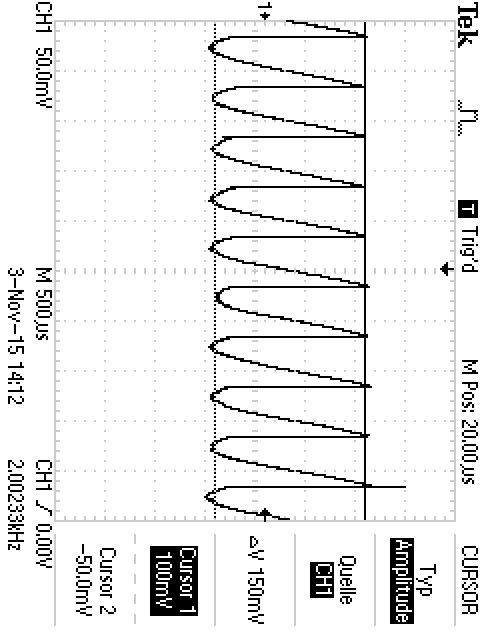 Tek
T Trig'd
M Pos: 20.00µs
CURSOR
Typ
Amplitude
Quelle
CH1
ΔV 150mV
Cursor 1
100mV
Cursor 2
-50.0mV
1
CH1 50.0mV
M 500µs
CH1 / 0.00V
3-Nov-15 14:12
2.00233kHz